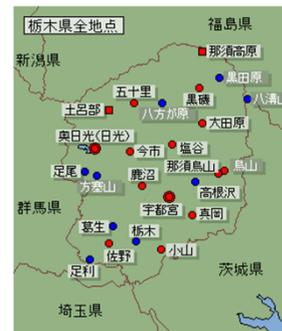 栃木県全地点
福島県
新潟県
那須高原
黒田原
五十里
黒磯
八溝山
土呂部
八方が原
大田原
奥日光(日光)
今市
塩谷
那須烏山
烏山
足尾
方塞山
鹿沼
高根沢
宇都宮
群馬県
真岡
葛生
栃木
佐野
小山
足利
茨城県
埼玉県